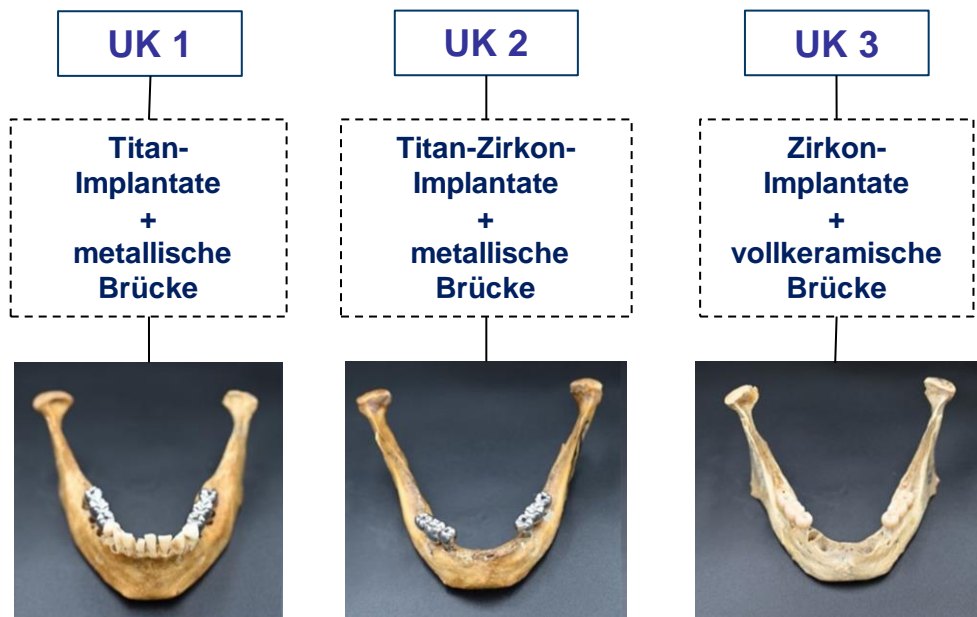 UK 1
UK 2
UK 3
Titan-
Implantate
+
metallische
Brücke
Titan-Zirkon-
Implantate
+
metallische
Brücke
Zirkon-
Implantate
+
vollkeramische
Brücke